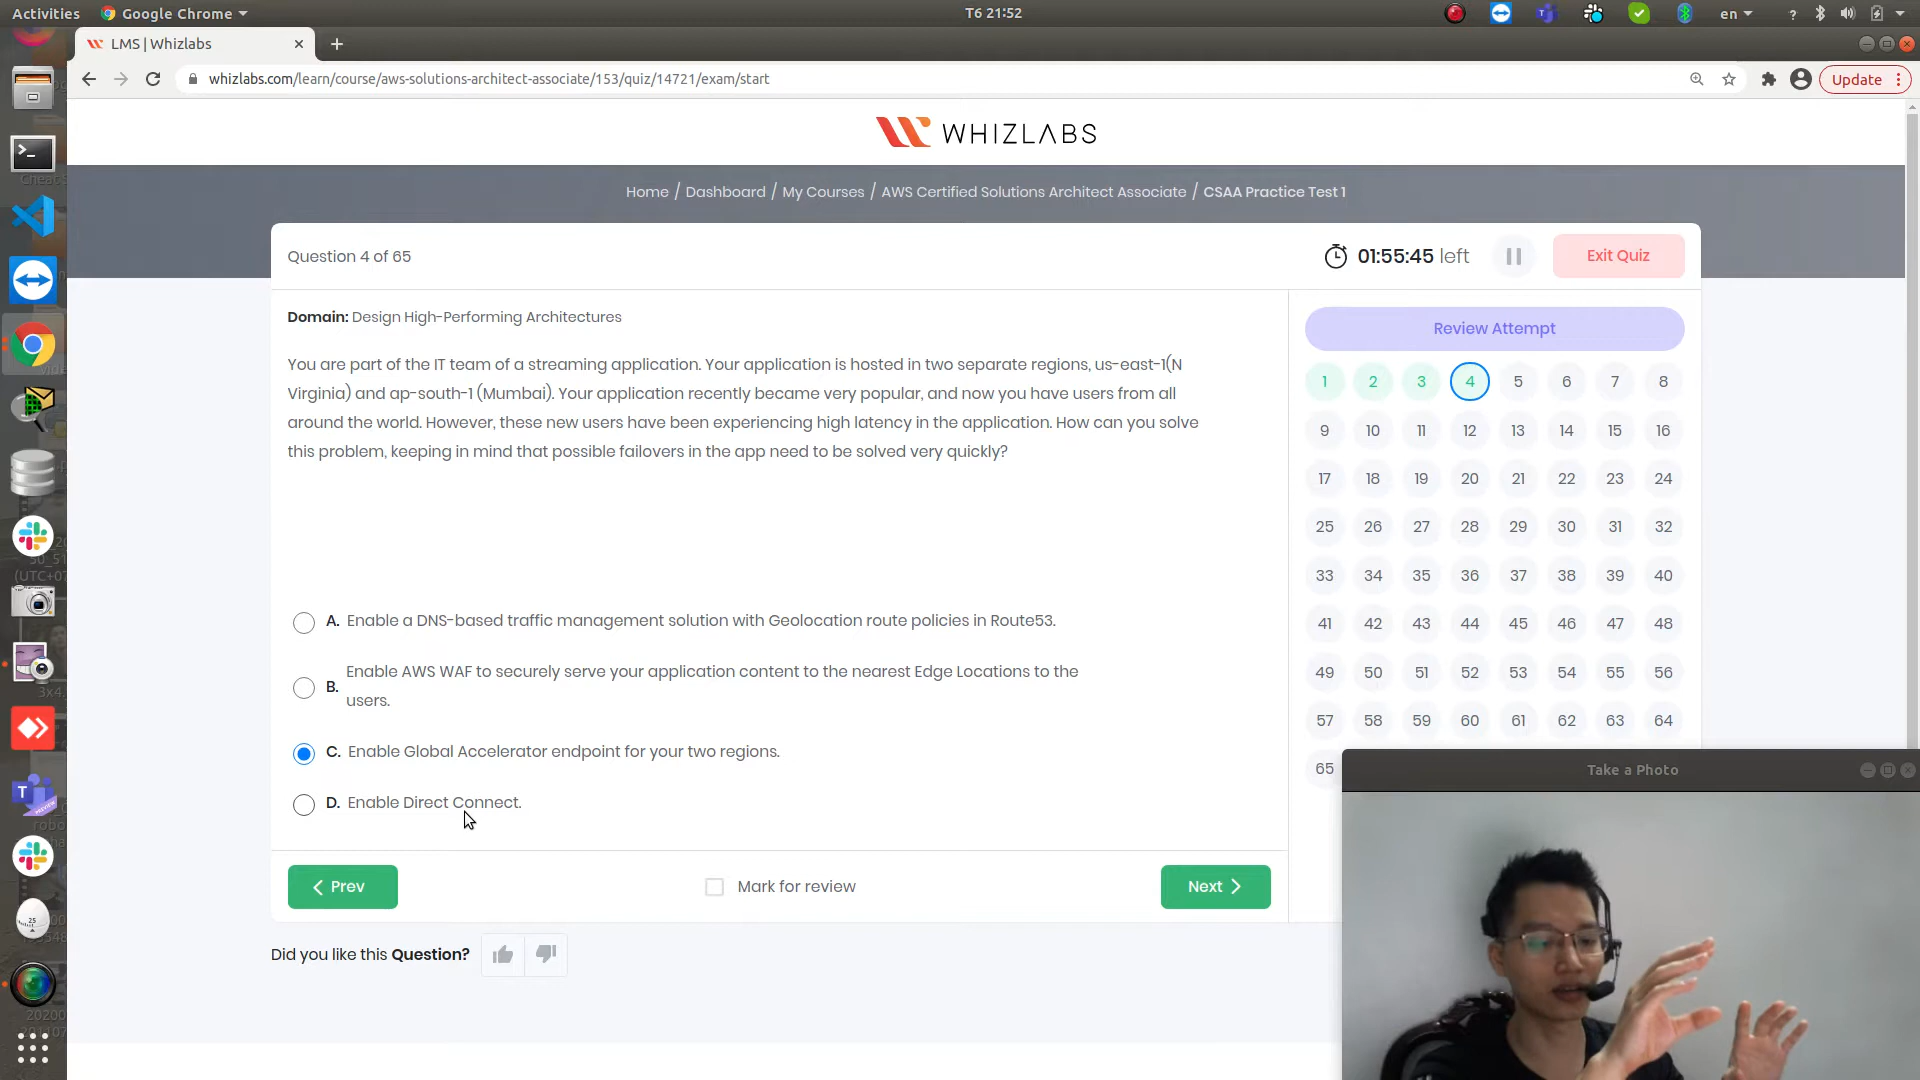 Activities
Google Chrome
T6 21:52
en
LMS | Whizlabs
whizlabs.com/learn/course/aws-solutions-architect-associate/153/quiz/14721/exam/start
Update
WHIZLABS
Home / Dashboard / My Courses / AWS Certified Solutions Architect Associate / CSAA Practice Test 1
Question 4 of 65
01:55:45 left
Exit Quiz
Domain: Design High-Performing Architectures
You are part of the IT team of a streaming application. Your application is hosted in two separate regions, us-east-1(N
Virginia) and ap-south-1 (Mumbai). Your application recently became very popular, and now you have users from all
around the world. However, these new users have been experiencing high latency in the application. How can you solve
this problem, keeping in mind that possible failovers in the app need to be solved very quickly?
A. Enable a DNS-based traffic management solution with Geolocation route policies in Route53.
B. Enable AWS WAF to securely serve your application content to the nearest Edge Locations to the
users.
C. Enable Global Accelerator endpoint for your two regions.
D. Enable Direct Connect.
Prev
Mark for review
Next
Did you like this Question?
Review Attempt
1 2 3 4 5 6 7 8
9 10 11 12 13 14 15 16
17 18 19 20 21 22 23 24
25 26 27 28 29 30 31 32
33 34 35 36 37 38 39 40
41 42 43 44 45 46 47 48
49 50 51 52 53 54 55 56
57 58 59 60 61 62 63 64
65
Take a Photo